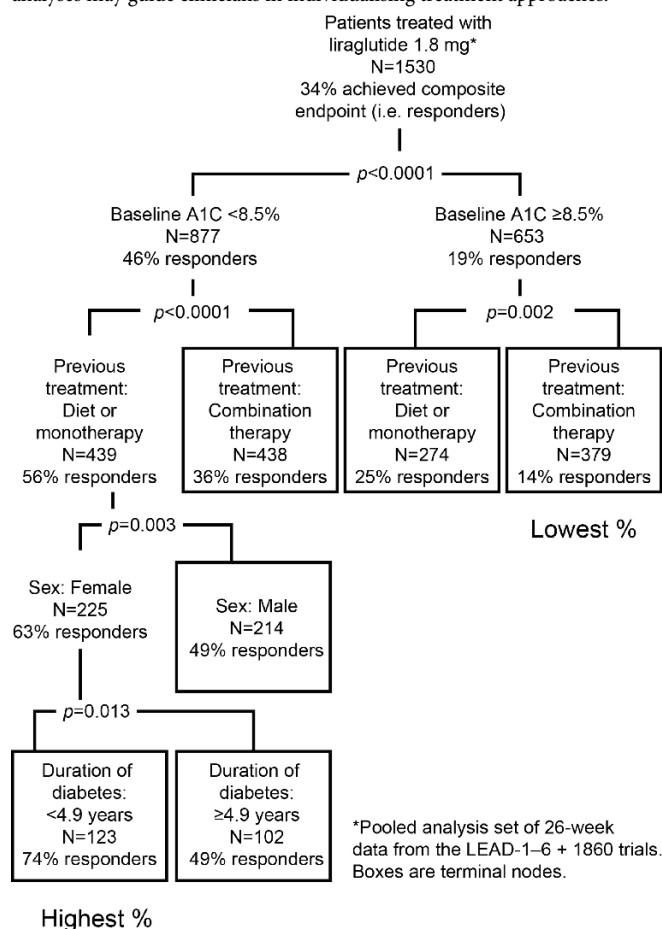 analyses may guide clinicians in individualising treatment approaches.
Patients treated with
liraglutide 1.8 mg*
N=1530
34% achieved composite
endpoint (i.e. responders)
p<0.0001
Baseline A1C <8.5%
N=877
46% responders
Baseline A1C ≥8.5%
N=653
19% responders
p<0.0001
p=0.002
Previous
treatment:
Diet or
monotherapy
N=439
56% responders
Previous
treatment:
Combination
therapy
N=438
36% responders
Previous
treatment:
Diet or
monotherapy
N=274
25% responders
Previous
treatment:
Combination
therapy
N=379
14% responders
Lowest %
p=0.003
Sex: Female
N=225
63% responders
Sex: Male
N=214
49% responders
p=0.013
Duration of
diabetes:
<4.9 years
N=123
74% responders
Duration of
diabetes:
≥4.9 years
N=102
49% responders
*Pooled analysis set of 26-week
data from the LEAD-1–6 + 1860 trials.
Boxes are terminal nodes.
Highest %